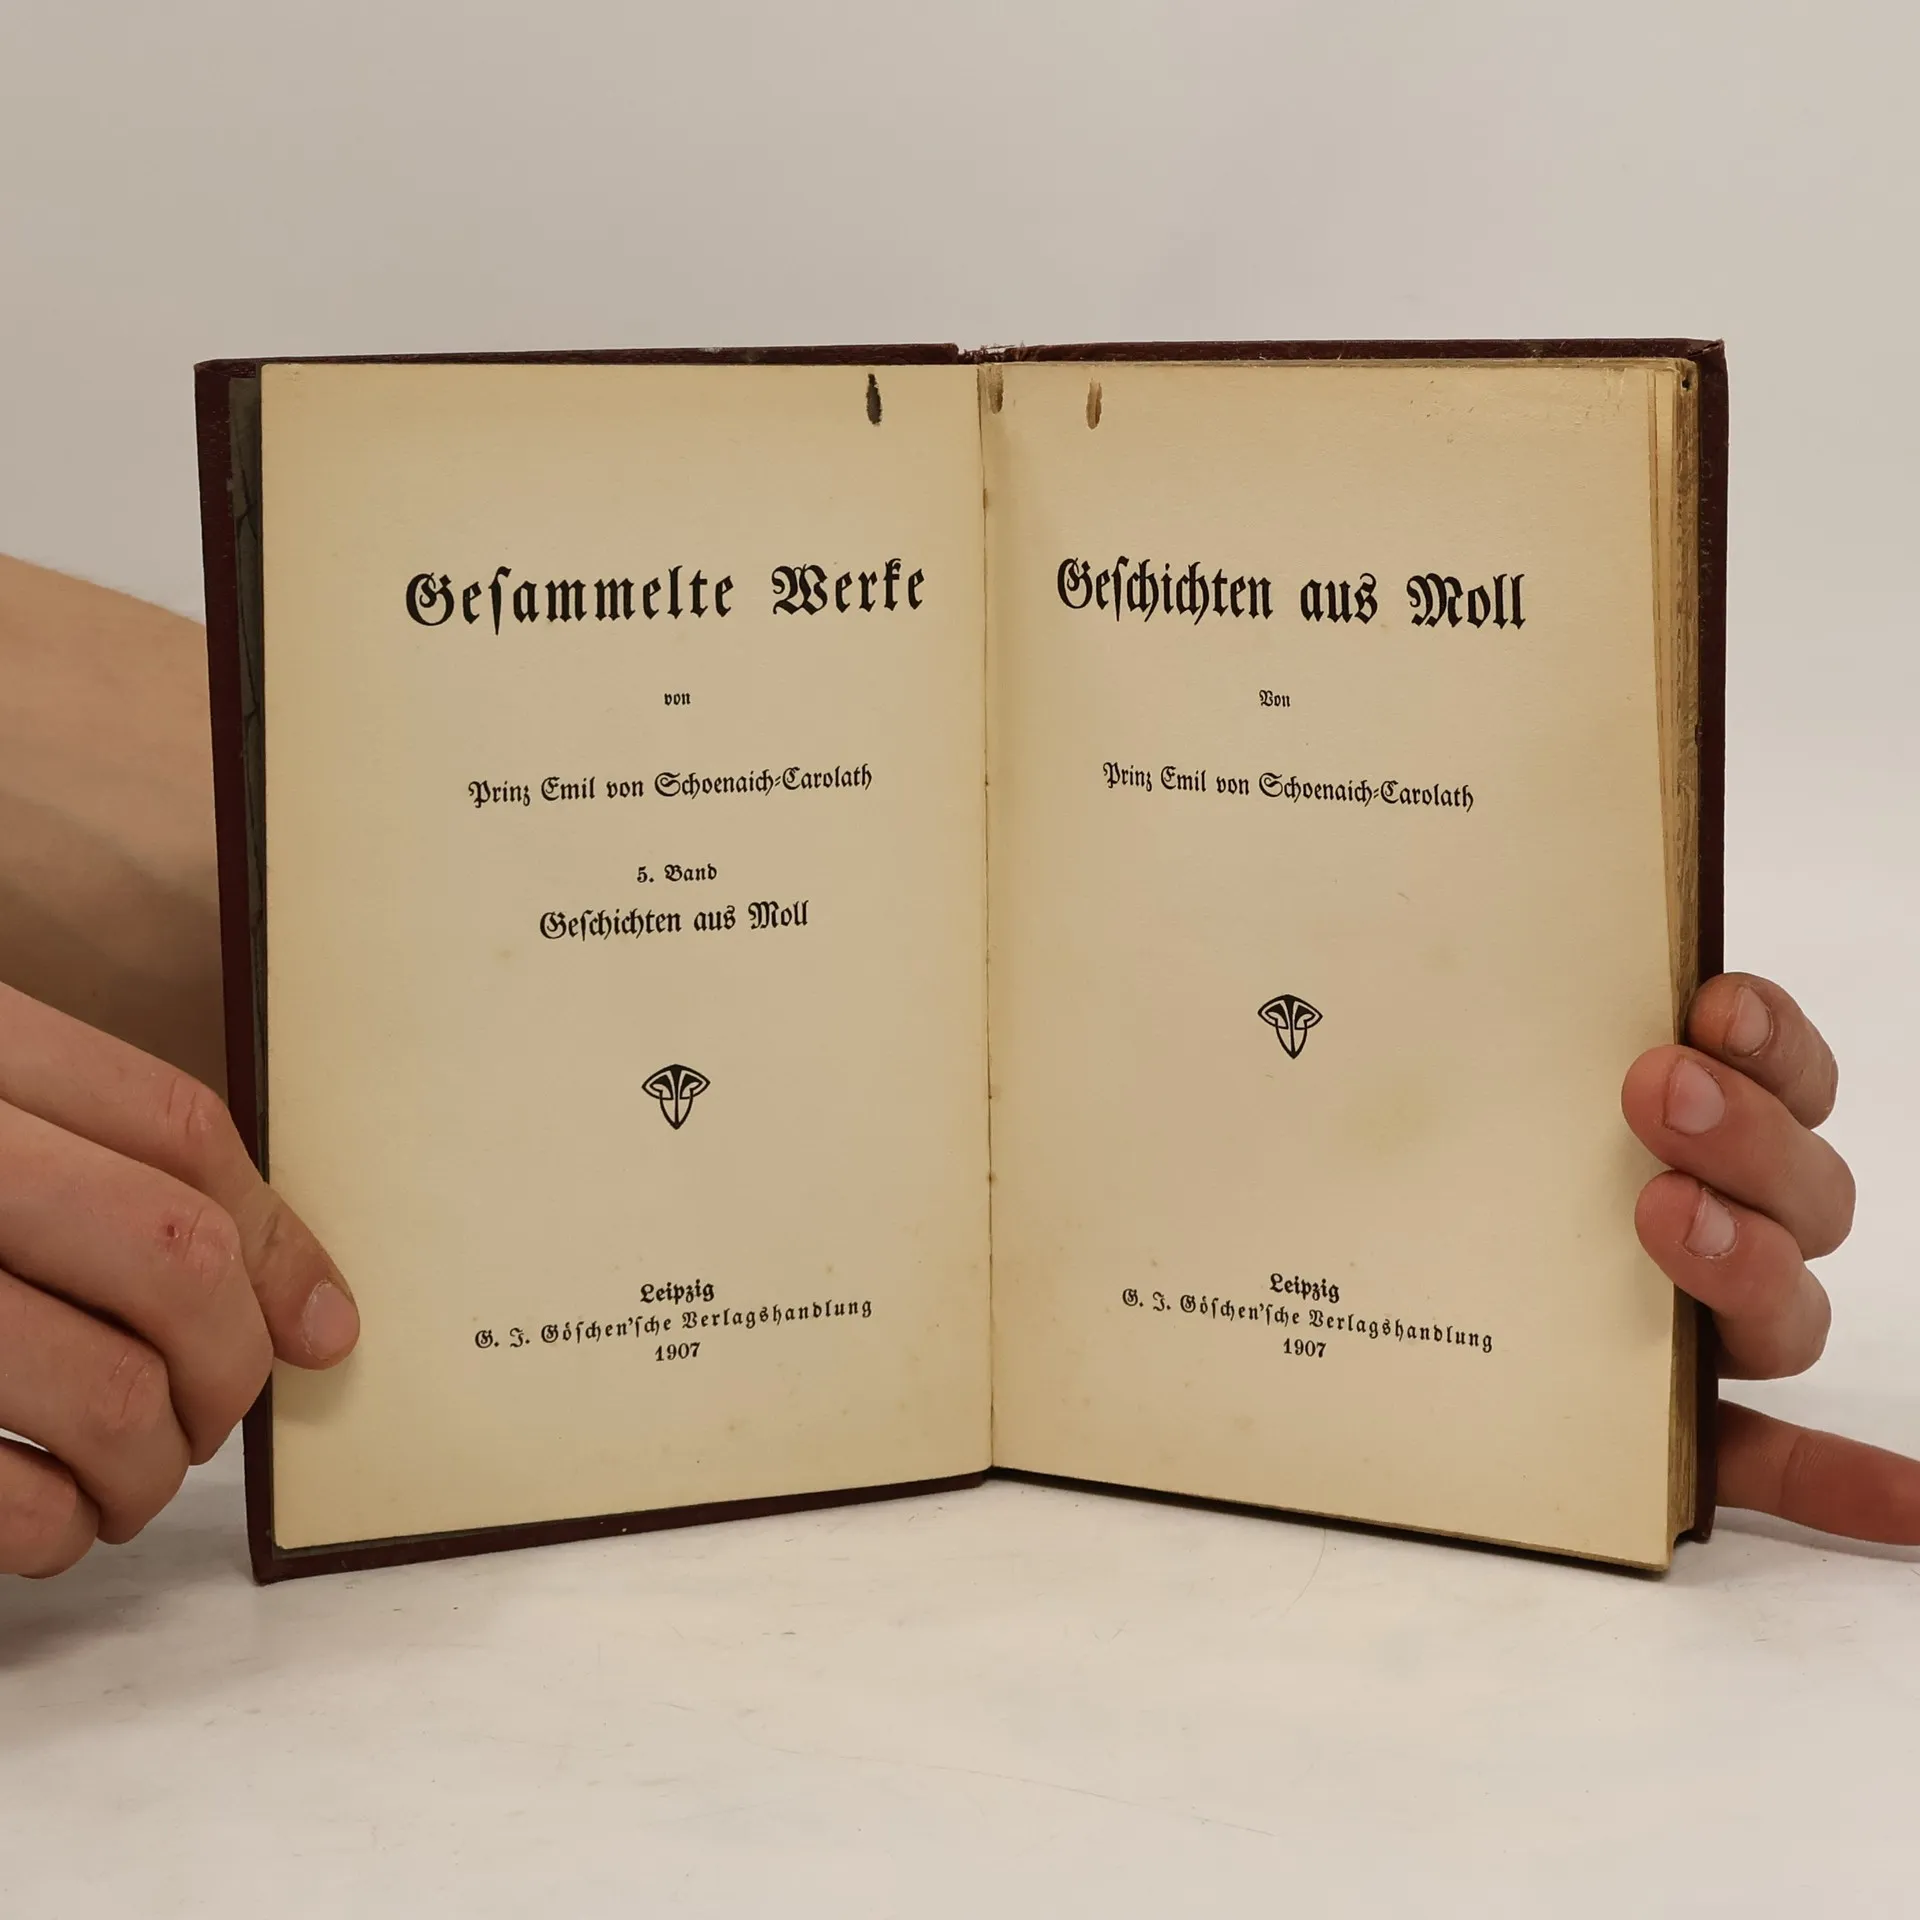 Geſammelte Werke
von
Prinz Emil von Schoenaich-Carolath
5. Band
Geſchichten aus Moll
Leipzig
G. J. Göſchen'ſche Verlagshandlung
1907
Geſchichten aus Moll
Von
Prinz Emil von Schoenaich-Carolath
Leipzig
G. J. Göſchen'ſche Verlagshandlung
1907